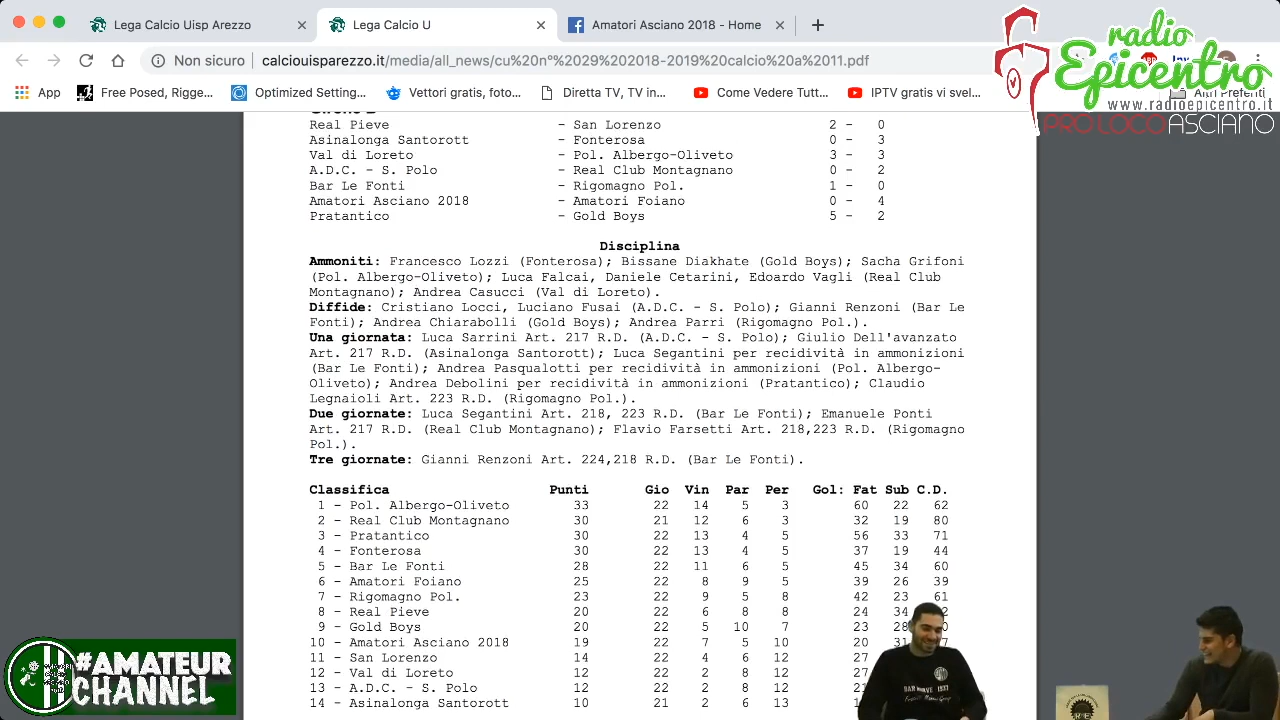 Lega Calcio Uisp Arezzo
Lega Calcio U
Amatori Asciano 2018 - Home
Non sicuro
calciouisparezzo.it/media/all_news/cu%20n°%2029%202018-2019%20calcio%20a%2011.pdf
radio
Epicentro
www.radioepicentro.it
PRO LOCO ASCIANO
App
Free Posed, Rigge...
Optimized Setting...
Vettori gratis, foto...
Diretta TV, TV in...
Come Vedere Tutt...
IPTV gratis vi svel...
Altri Preferiti
Real Pieve - San Lorenzo 2 - 0
Asinalonga Santorott - Fonterosa 0 - 3
Val di Loreto - Pol. Albergo-Oliveto 3 - 3
A.D.C. - S. Polo - Real Club Montagnano 0 - 2
Bar Le Fonti - Rigomagno Pol. 1 - 0
Amatori Asciano 2018 - Amatori Foiano 0 - 4
Pratantico - Gold Boys 5 - 2
Disciplina
Ammoniti: Francesco Lozzi (Fonterosa); Bissane Diakhate (Gold Boys); Sacha Grifoni
(Pol. Albergo-Oliveto); Luca Falcai, Daniele Cetarini, Edoardo Vagli (Real Club
Montagnano); Andrea Casucci (Val di Loreto).
Diffide: Cristiano Locci, Luciano Fusai (A.D.C. - S. Polo); Gianni Renzoni (Bar Le
Fonti); Andrea Chiarabolli (Gold Boys); Andrea Parri (Rigomagno Pol.).
Una giornata: Luca Sarrini Art. 217 R.D. (A.D.C. - S. Polo); Giulio Dell'avanzato
Art. 217 R.D. (Asinalonga Santorott); Luca Segantini per recidività in ammonizioni
(Bar Le Fonti); Andrea Pasqualotti per recidività in ammonizioni (Pol. Albergo-
Oliveto); Andrea Debolini per recidività in ammonizioni (Pratantico); Claudio
Legnaioli Art. 223 R.D. (Rigomagno Pol.).
Due giornate: Luca Segantini Art. 218, 223 R.D. (Bar Le Fonti); Emanuele Ponti
Art. 217 R.D. (Real Club Montagnano); Flavio Farsetti Art. 218,223 R.D. (Rigomagno
Pol.).
Tre giornate: Gianni Renzoni Art. 224,218 R.D. (Bar Le Fonti).
Classifica Punti Gio Vin Par Per Gol: Fat Sub C.D.
1 - Pol. Albergo-Oliveto 33 22 14 5 3 60 22 62
2 - Real Club Montagnano 30 21 12 6 3 32 19 80
3 - Pratantico 30 22 13 4 5 56 33 71
4 - Fonterosa 30 22 13 4 5 37 19 44
5 - Bar Le Fonti 28 22 11 6 5 45 34 60
6 - Amatori Foiano 25 22 8 9 5 39 26 39
7 - Rigomagno Pol. 23 22 9 5 8 42 23 61
8 - Real Pieve 20 22 6 8 8 24 34
9 - Gold Boys 20 22 5 10 7 23 28
10 - Amatori Asciano 2018 19 22 7 5 10 20 31
11 - San Lorenzo 14 22 4 6 12 27
12 - Val di Loreto 12 22 2 8 12 27
13 - A.D.C. - S. Polo 12 22 2 8 12 21
14 - Asinalonga Santorott 10 21 2 6 13
#AMATEUR
CHANNEL